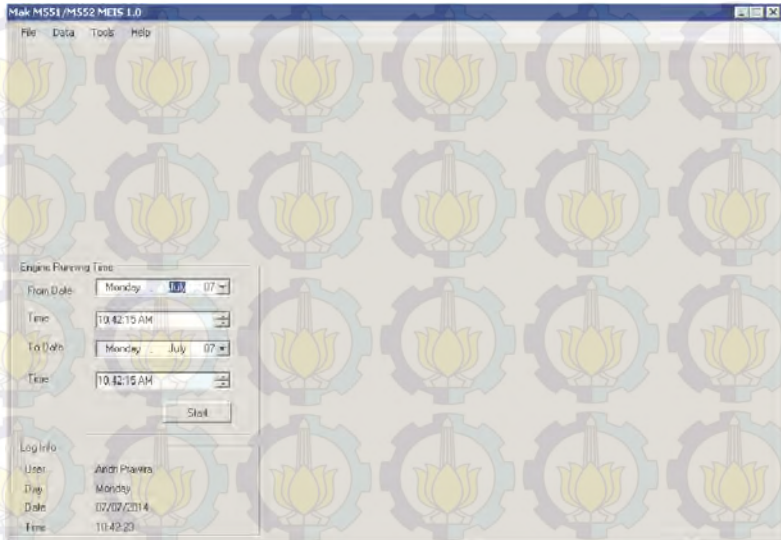 Mak M551/M552 MEIS 1.0
File Data Tools Help
Engine Running Time
From Date Monday , July 07
Time 10:42:15 AM
To Date Monday , July 07
Time 10:42:15 AM
Start
Log Info
User Andri Prawira
Day Monday
Date 07/07/2014
Time 10:42:23